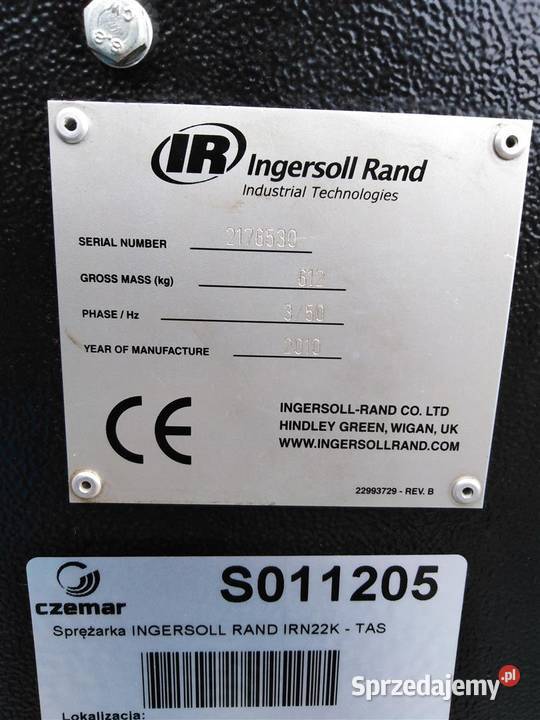 IR Ingersoll Rand
Industrial Technologies
SERIAL NUMBER 2176530
GROSS MASS (kg) 612
PHASE / Hz 3/50
YEAR OF MANUFACTURE 2010
CE
INGERSOLL-RAND CO. LTD
HINDLEY GREEN, WIGAN, UK
WWW.INGERSOLLRAND.COM
22993729 - REV. B
czemar
S011205
Sprężarka INGERSOLL RAND IRN22K - TAS
Lokalizacja:
Sprzedajemy.pl